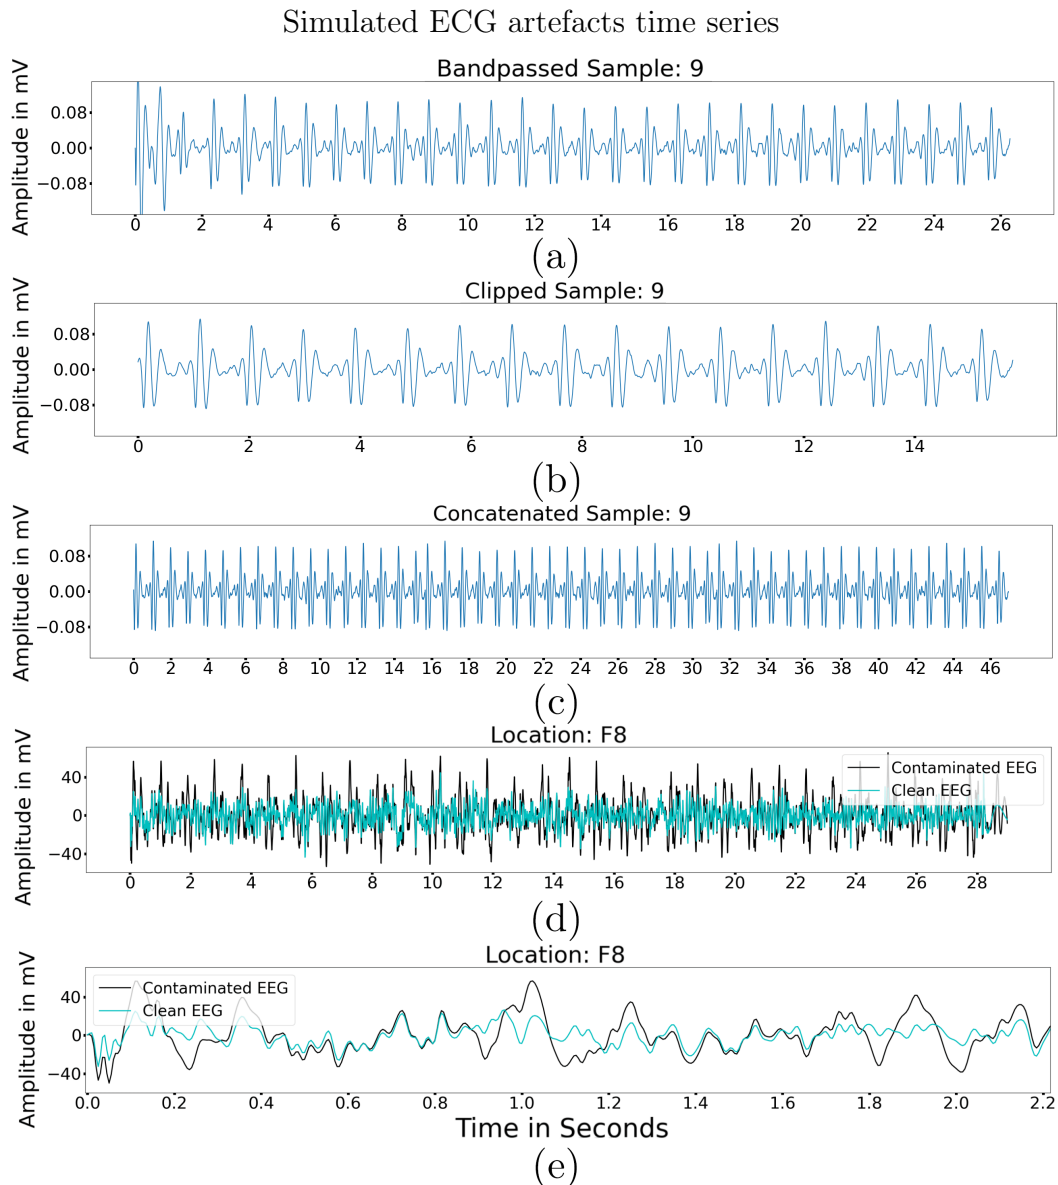 Simulated ECG artefacts time series
Bandpassed Sample: 9
Amplitude in mV
0.08
0.00
−0.08
0 2 4 6 8 10 12 14 16 18 20 22 24 26
(a)
Clipped Sample: 9
Amplitude in mV
0.08
0.00
−0.08
0 2 4 6 8 10 12 14
(b)
Concatenated Sample: 9
Amplitude in mV
0.08
0.00
−0.08
0 2 4 6 8 10 12 14 16 18 20 22 24 26 28 30 32 34 36 38 40 42 44 46
(c)
Location: F8
Amplitude in mV
40
0
−40
Contaminated EEG
Clean EEG
0 2 4 6 8 10 12 14 16 18 20 22 24 26 28
(d)
Location: F8
Amplitude in mV
40
0
−40
Contaminated EEG
Clean EEG
0.0 0.2 0.4 0.6 0.8 1.0 1.2 1.4 1.6 1.8 2.0 2.2
Time in Seconds
(e)